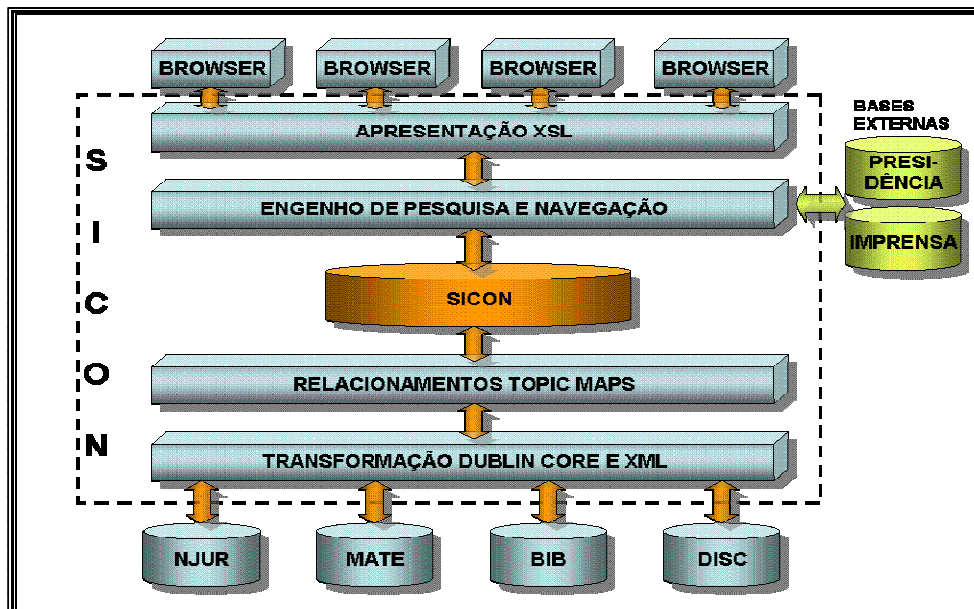 BROWSER
BROWSER
BROWSER
BROWSER
APRESENTAÇÃO XSL
BASES
EXTERNAS
PRESI-
DÊNCIA
ENGENHO DE PESQUISA E NAVEGAÇÃO
IMPRENSA
SICON
SICON
RELACIONAMENTOS TOPIC MAPS
TRANSFORMAÇÃO DUBLIN CORE E XML
NJUR
MATE
BIB
DISC